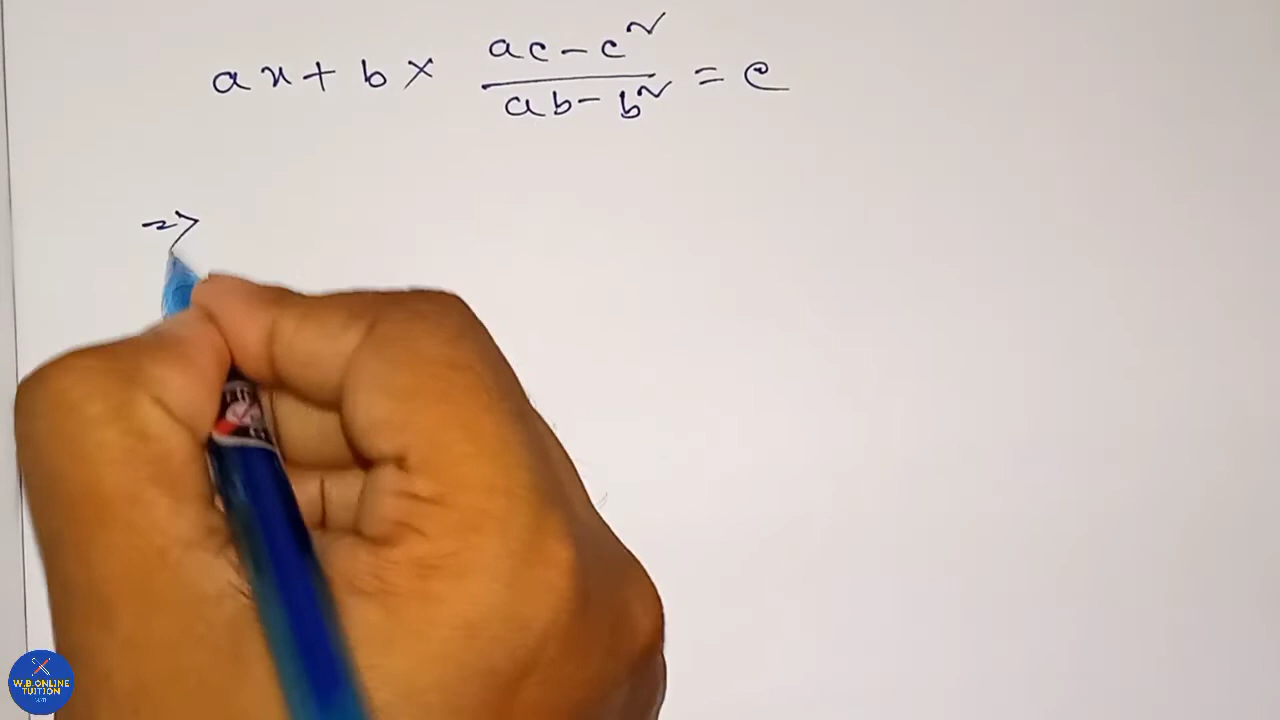 ax + b × (ac - c²)/(ab - b²) = c
=>
W.B.ONLINE
TUITION